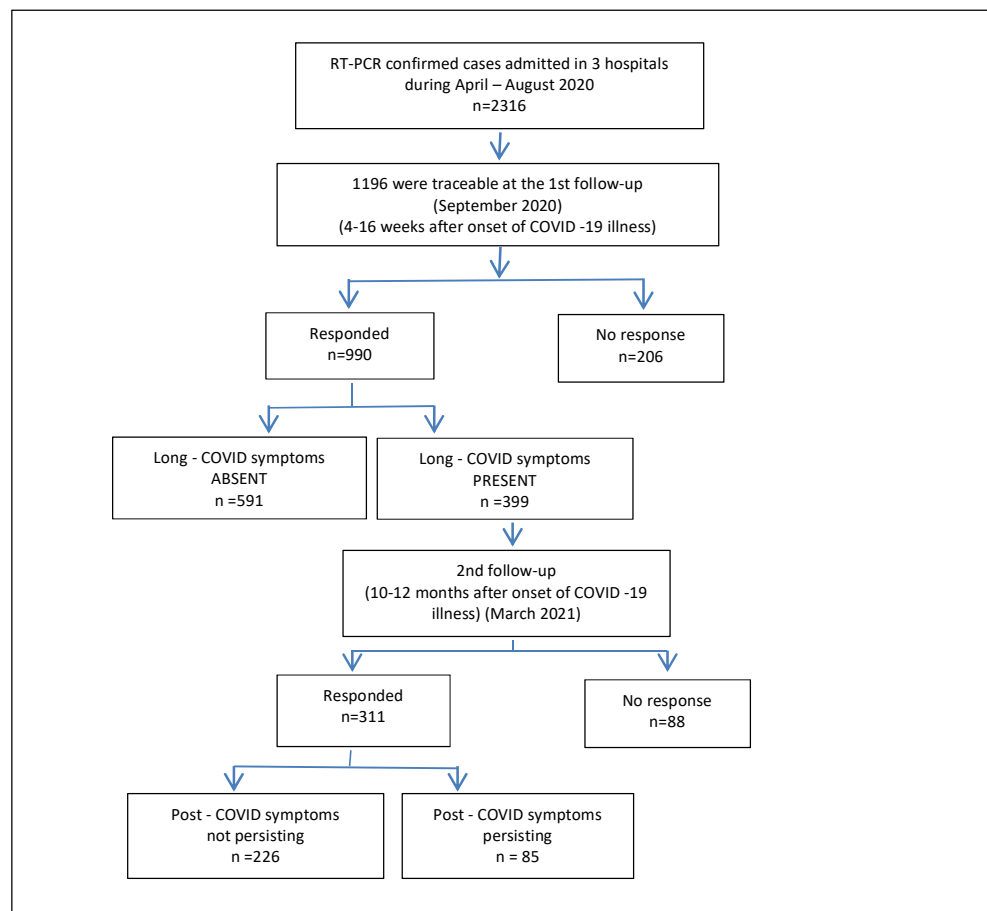 RT-PCR confirmed cases admitted in 3 hospitals
during April – August 2020
n=2316
1196 were traceable at the 1st follow-up
(September 2020)
(4-16 weeks after onset of COVID -19 illness)
Responded
n=990
No response
n=206
Long - COVID symptoms
ABSENT
n =591
Long - COVID symptoms
PRESENT
n =399
2nd follow-up
(10-12 months after onset of COVID -19
illness) (March 2021)
Responded
n=311
No response
n=88
Post - COVID symptoms
not persisting
n =226
Post - COVID symptoms
persisting
n = 85